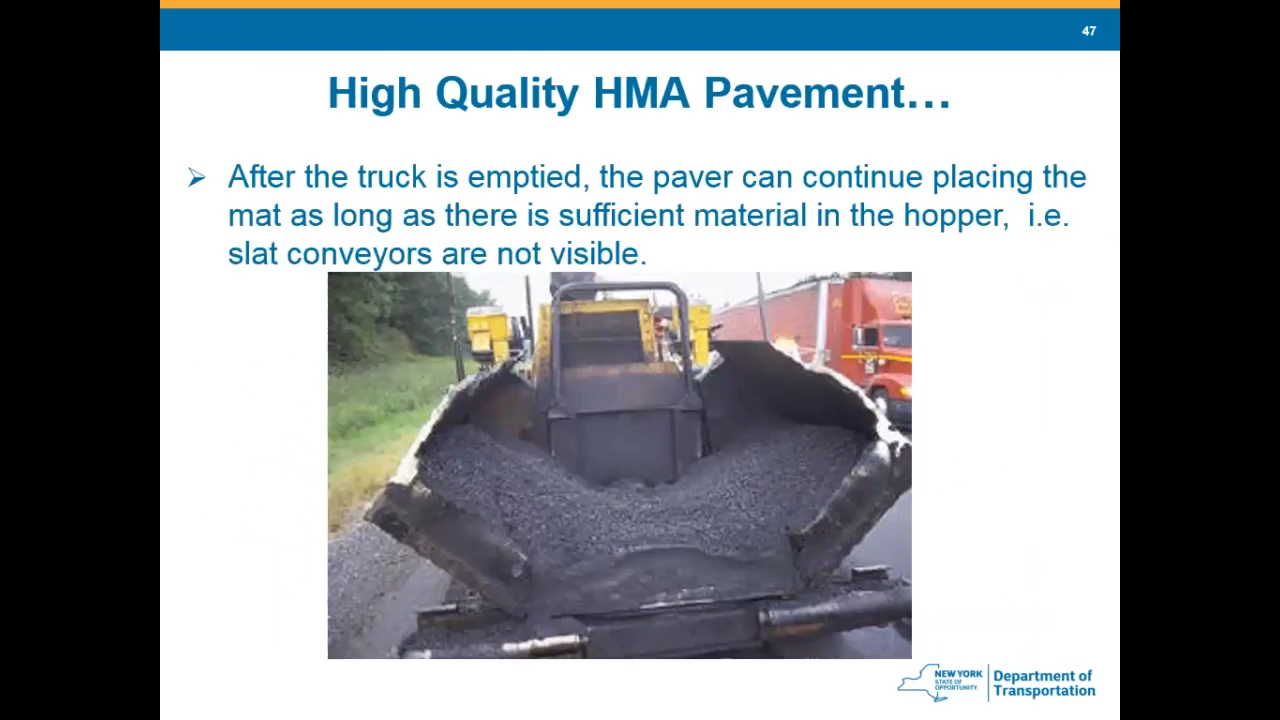 47
High Quality HMA Pavement…
➢ After the truck is emptied, the paver can continue placing the
mat as long as there is sufficient material in the hopper,  i.e.
slat conveyors are not visible.
NEW YORK
STATE OF
OPPORTUNITY.
Department of
Transportation